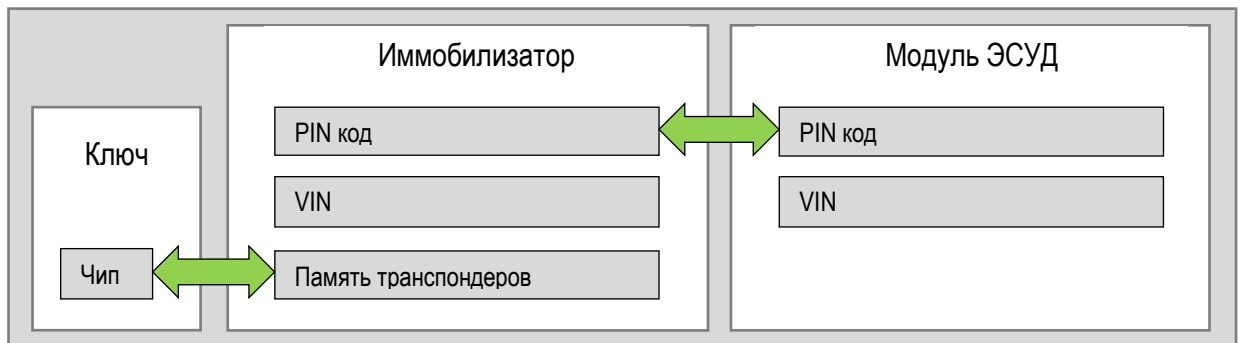 Ключ
Чип
Иммобилизатор
PIN код
VIN
Память транспондеров
Модуль ЭСУД
PIN код
VIN